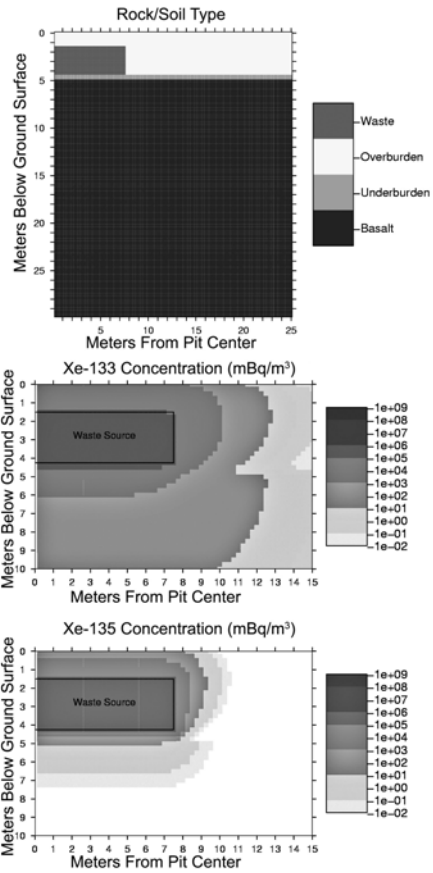 Rock/Soil Type
Meters Below Ground Surface
0
5
10
15
20
25
5 10 15 20 25
Meters From Pit Center
Waste
Overburden
Underburden
Basalt
Xe-133 Concentration (mBq/m³)
Meters Below Ground Surface
0
1
2
3
4
5
6
7
8
9
10
Waste Source
0 1 2 3 4 5 6 7 8 9 10 11 12 13 14 15
Meters From Pit Center
1e+09
1e+08
1e+07
1e+06
1e+05
1e+04
1e+03
1e+02
1e+01
1e+00
1e-01
1e-02
Xe-135 Concentration (mBq/m³)
Meters Below Ground Surface
0
1
2
3
4
5
6
7
8
9
10
Waste Source
0 1 2 3 4 5 6 7 8 9 10 11 12 13 14 15
Meters From Pit Center
1e+09
1e+08
1e+07
1e+06
1e+05
1e+04
1e+03
1e+02
1e+01
1e+00
1e-01
1e-02